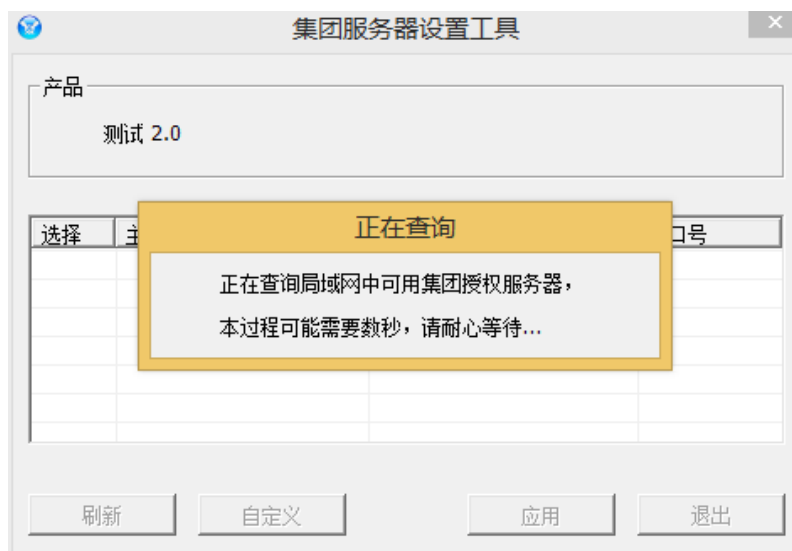 集团服务器设置工具
产品
测试 2.0
选择 主
口号
正在查询
正在查询局域网中可用集团授权服务器，
本过程可能需要数秒，请耐心等待...
刷新 自定义 应用 退出